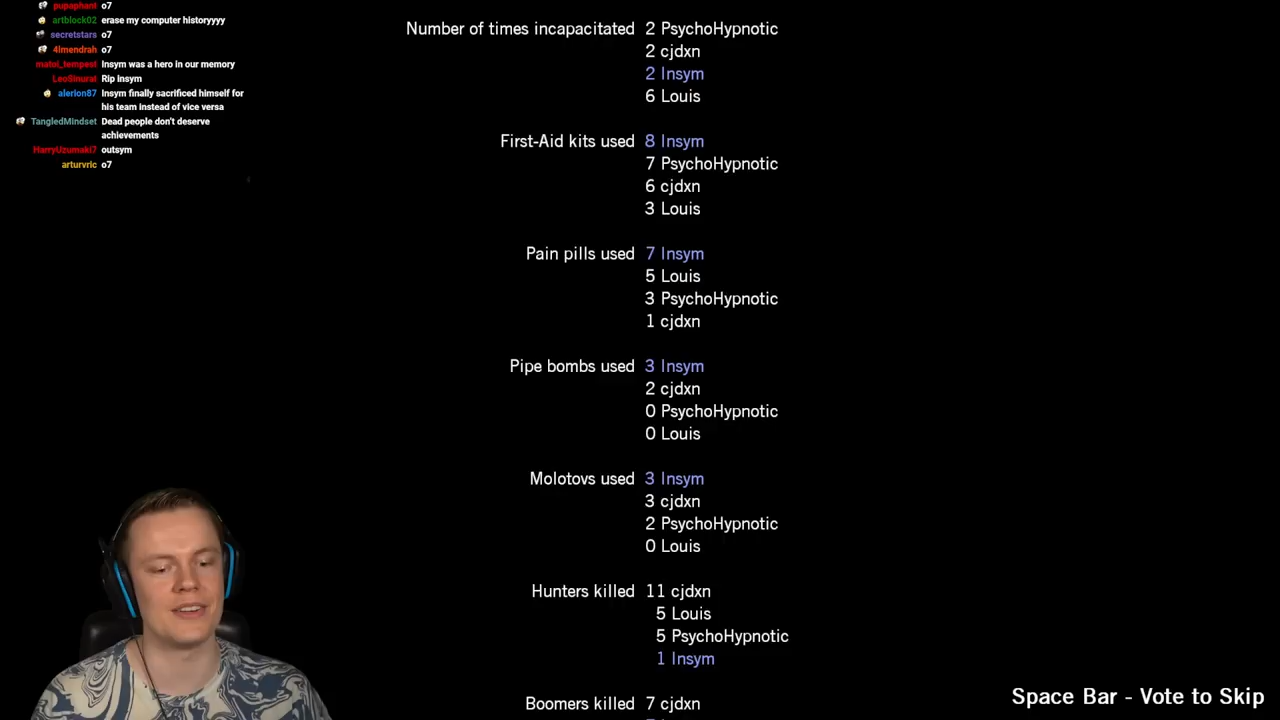 pupaphant o7
artblock02 erase my computer historyyyy
secretstars o7
4lmendrah o7
matoi_tempest Insym was a hero in our memory
LeoSinurat Rip insym
alerion87 Insym finally sacrificed himself for
his team instead of vice versa
TangledMindset Dead people don't deserve
achievements
HarryUzumaki7 outsym
arturvric o7
Number of times incapacitated 2 PsychoHypnotic
2 cjdxn
2 Insym
6 Louis
First-Aid kits used 8 Insym
7 PsychoHypnotic
6 cjdxn
3 Louis
Pain pills used 7 Insym
5 Louis
3 PsychoHypnotic
1 cjdxn
Pipe bombs used 3 Insym
2 cjdxn
0 PsychoHypnotic
0 Louis
Molotovs used 3 Insym
3 cjdxn
2 PsychoHypnotic
0 Louis
Hunters killed 11 cjdxn
5 Louis
5 PsychoHypnotic
1 Insym
Boomers killed 7 cjdxn
Space Bar - Vote to Skip